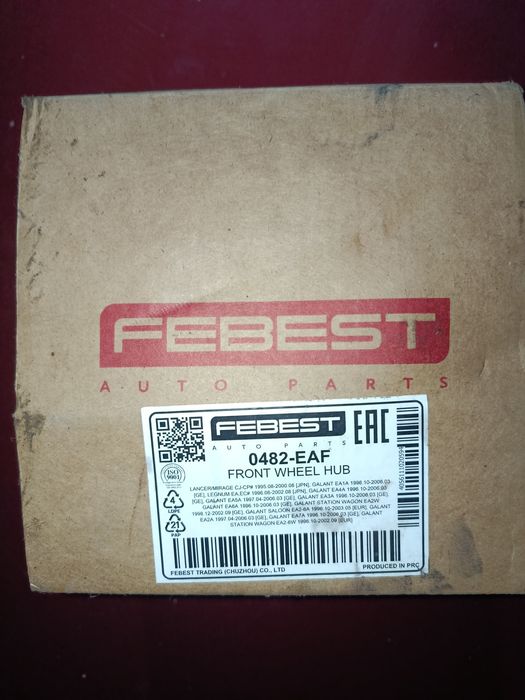 FEBEST
AUTO PARTS
FEBEST
AUTO PARTS
EAC
0482-EAF
FRONT WHEEL HUB
LANCER/MIRAGE CJ-CP# 1995.08-2000.08 [JPN], GALANT EA1A 1996.10-2006.03
[GE], LEGNUM EA,EC# 1996.08-2002.08 [JPN], GALANT EA4A 1996.10-2006.03
[GE], GALANT EA5A 1997.04-2006.03 [GE], GALANT EA3A 1996.10-2006.03 [GE],
GALANT EA6A 1996.10-2006.03 [GE], GALANT STATION WAGON EA2W
1996.12-2002.09 [GE], GALANT SALOON EA2-6A 1996.10-2003.05 [EUR], GALANT
EA2A 1997.04-2006.03 [GE], GALANT EA7A 1996.10-2006.03 [GE], GALANT
STATION WAGON EA2-6W 1996.10-2002.09 [EUR]
ISO
9001
4
LDPE
21
PAP
4056111020594
FEBEST TRADING (CHUZHOU) CO., LTD
PRODUCED IN PRC